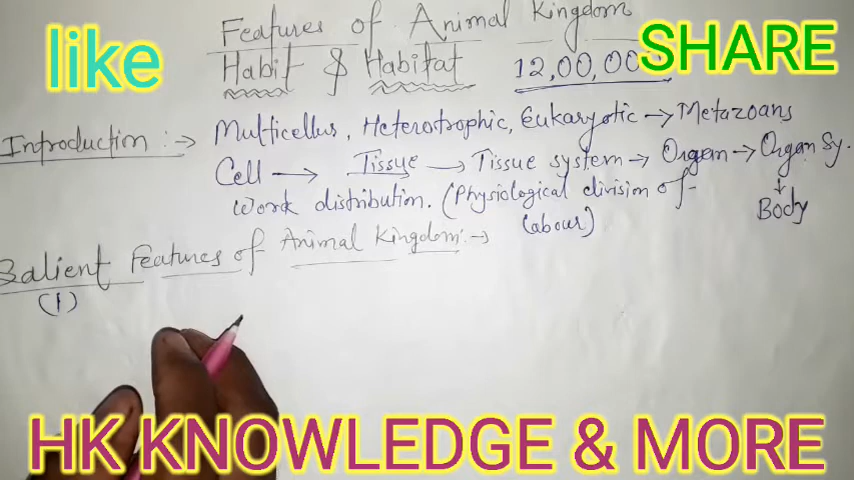 Features of Animal Kingdom
like
SHARE
Habit & Habitat 12,00,00
Introduction :→ Multicellus, Heterotrophic, Eukaryotic → Metazoans
Cell → Tissue → Tissue system → Organ → Organ Sy.
↓
Work distribution. (Physiological division of
Body
labour)
Salient Features of Animal Kingdom :→
(1)
HK KNOWLEDGE & MORE